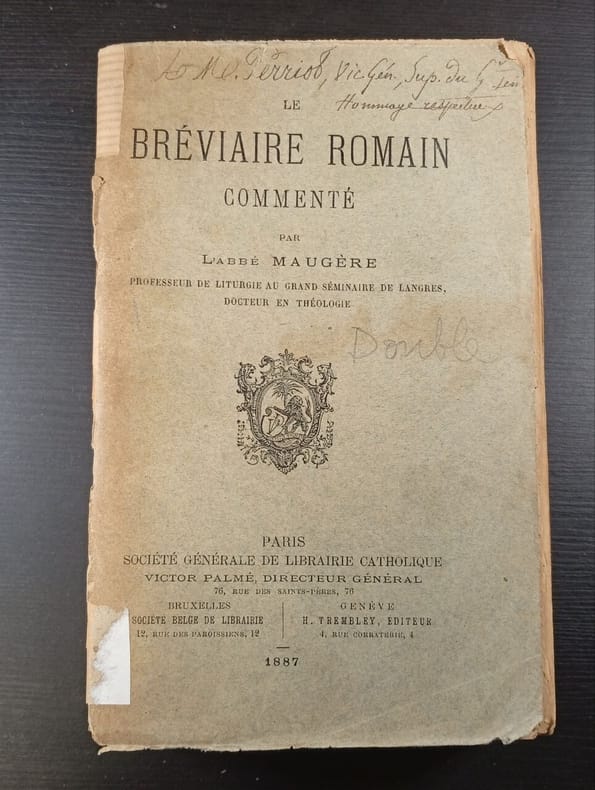 A M. Perriot, Vic. Gén., Sup. du Gd Sém
Hommage respectueux
LE
BRÉVIAIRE ROMAIN
COMMENTÉ
PAR
L'ABBÉ MAUGÈRE
PROFESSEUR DE LITURGIE AU GRAND SÉMINAIRE DE LANGRES,
DOCTEUR EN THÉOLOGIE
Double
PARIS
SOCIÉTÉ GÉNÉRALE DE LIBRAIRIE CATHOLIQUE
VICTOR PALMÉ, DIRECTEUR GÉNÉRAL
76, RUE DES SAINTS-PÈRES, 76
BRUXELLES
SOCIÉTÉ BELGE DE LIBRAIRIE
12, RUE DES PAROISSIENS, 12
GENÈVE
H. TREMBLEY, ÉDITEUR
4, RUE CORRATERIE, 4
1887